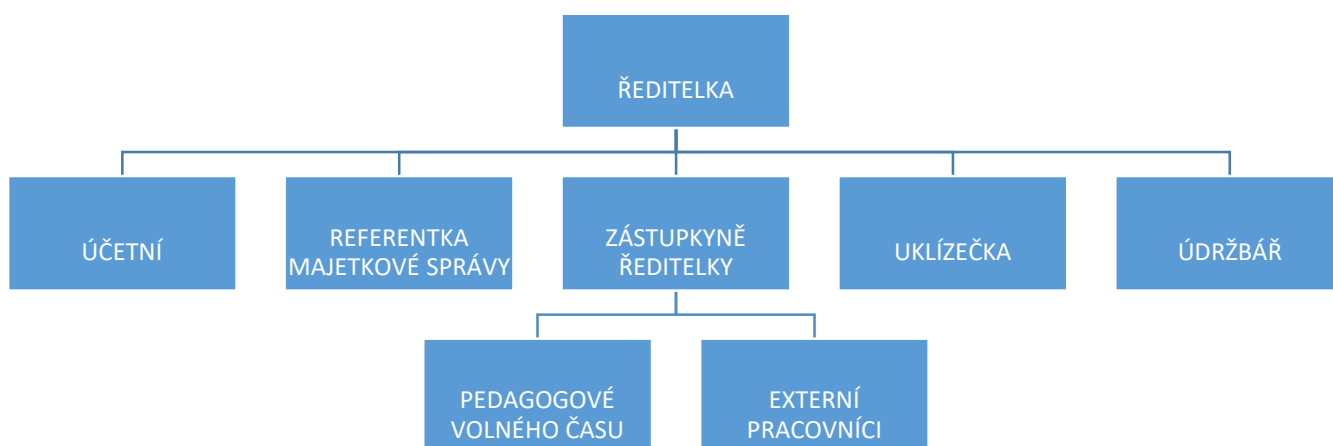 ŘEDITELKA
ÚČETNÍ
REFERENTKA
MAJETKOVÉ SPRÁVY
ZÁSTUPKYNĚ
ŘEDITELKY
UKLÍZEČKA
ÚDRŽBÁŘ
PEDAGOGOVÉ
VOLNÉHO ČASU
EXTERNÍ
PRACOVNÍCI